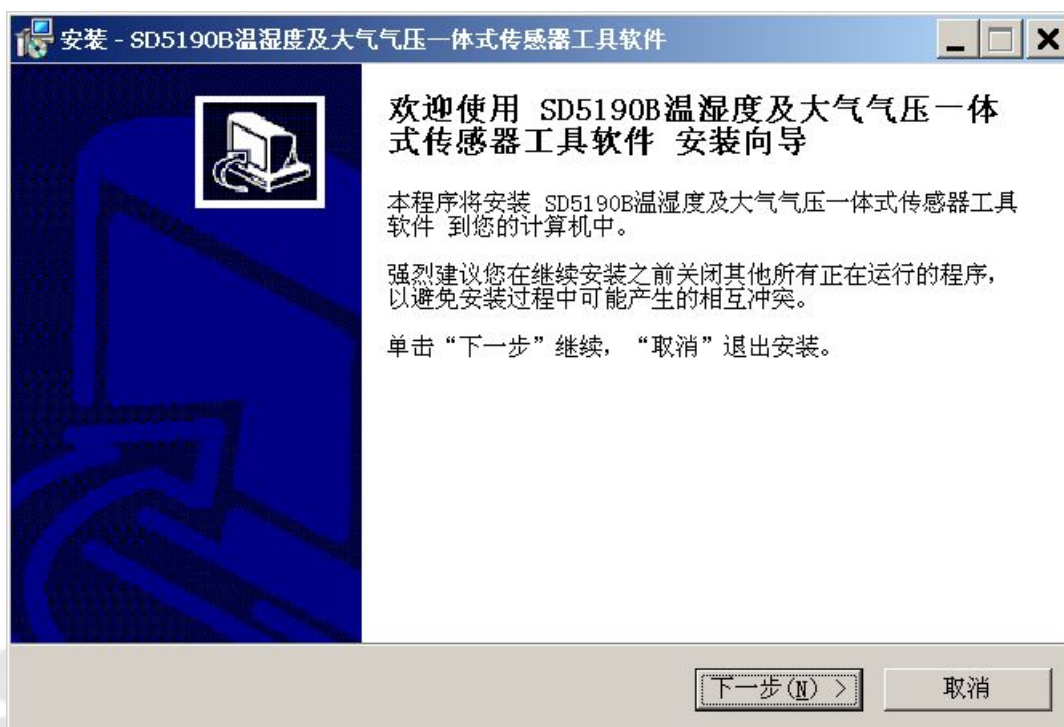 安装 - SD5190B温湿度及大气气压一体式传感器工具软件
欢迎使用 SD5190B温湿度及大气气压一体
式传感器工具软件 安装向导
本程序将安装 SD5190B温湿度及大气气压一体式传感器工具
软件 到您的计算机中。
强烈建议您在继续安装之前关闭其他所有正在运行的程序，
以避免安装过程中可能产生的相互冲突。
单击“下一步”继续，“取消”退出安装。
下一步(N) >
取消